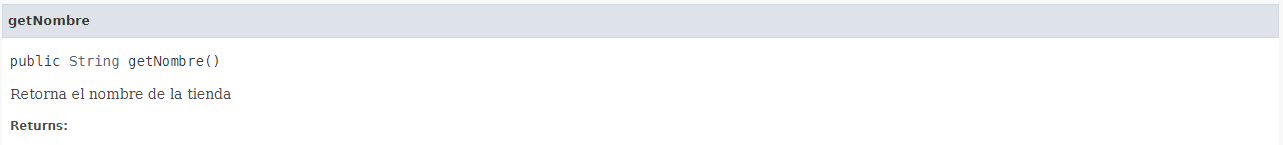 getNombre
public String getNombre()
Retorna el nombre de la tienda
Returns: